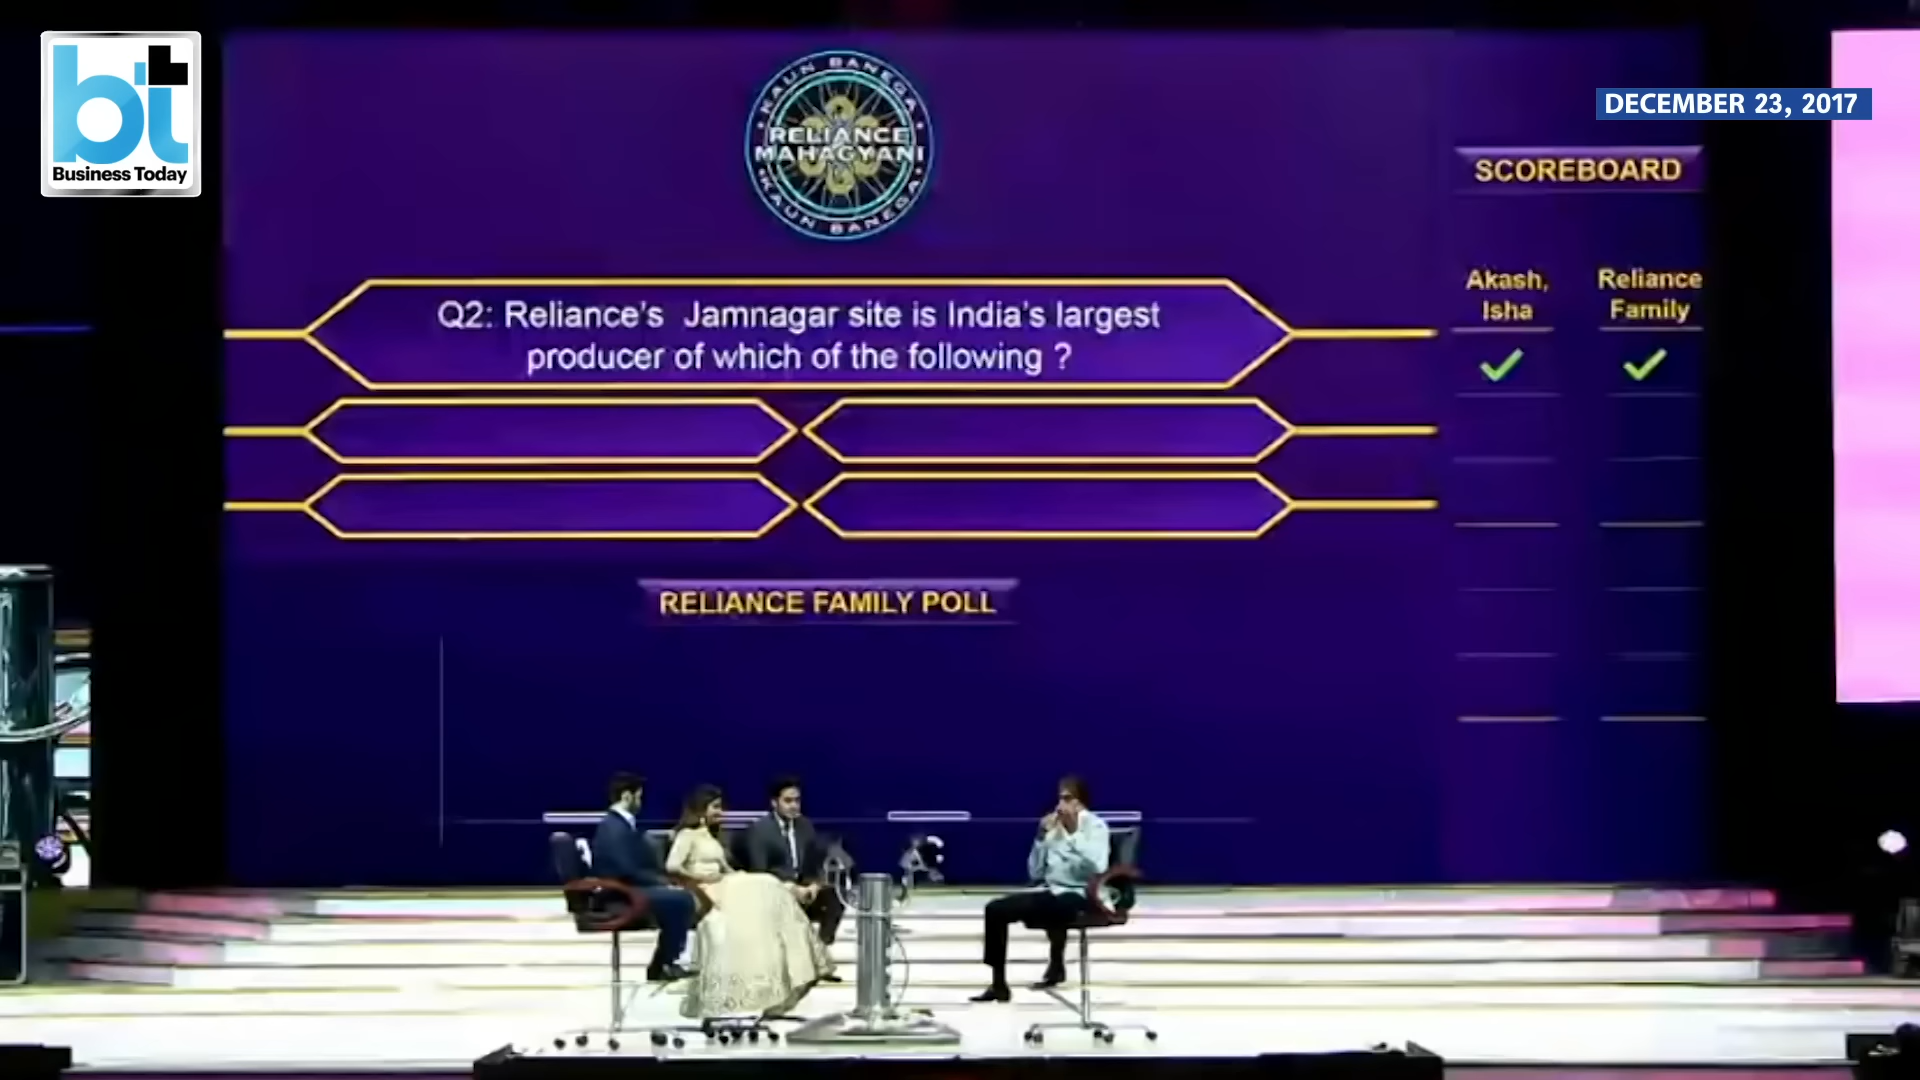 bt
Business Today
DECEMBER 23, 2017
KAUN BANEGA
RELIANCE
MAHAGYANI
KAUN BANEGA
SCOREBOARD
Akash,
Isha
Reliance
Family
Q2: Reliance's Jamnagar site is India's largest
producer of which of the following ?
RELIANCE FAMILY POLL